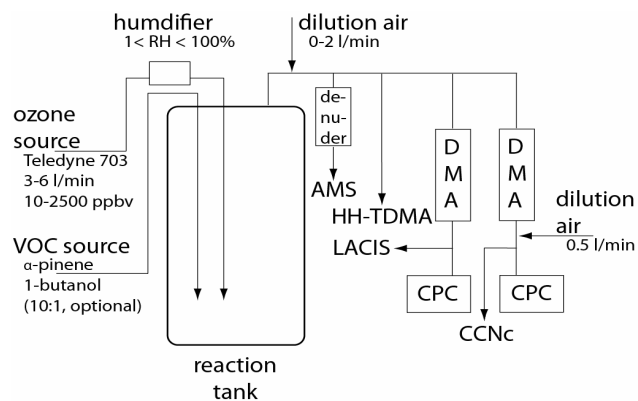 humdifier
1< RH < 100%
dilution air
0-2 l/min
ozone
source
Teledyne 703
3-6 l/min
10-2500 ppbv
VOC source
α-pinene
1-butanol
(10:1, optional)
reaction
tank
de-
nu-
der
AMS
HH-TDMA
LACIS
D
M
A
CPC
D
M
A
CPC
CCNc
dilution
air
0.5 l/min